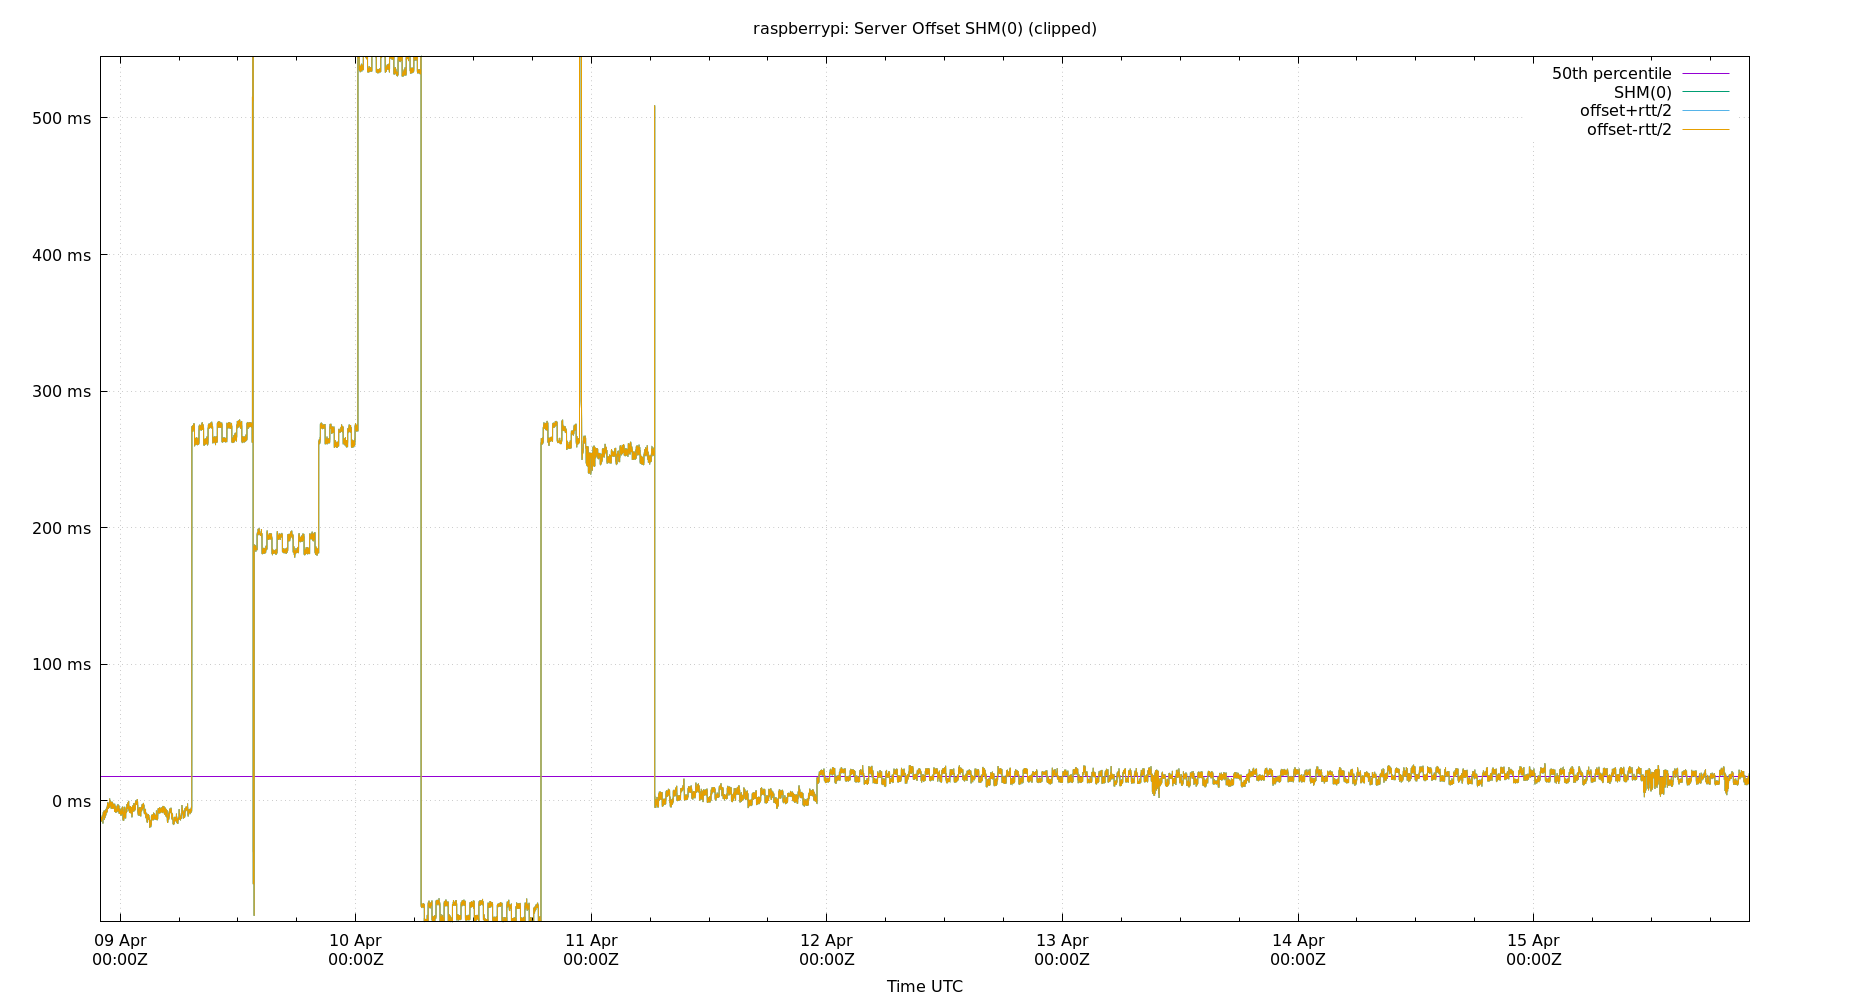 raspberrypi: Server Offset SHM(0) (clipped)
50th percentile
SHM(0)
offset+rtt/2
offset-rtt/2
500 ms
400 ms
300 ms
200 ms
100 ms
0 ms
09 Apr 10 Apr 11 Apr 12 Apr 13 Apr 14 Apr 15 Apr
00:00Z 00:00Z 00:00Z 00:00Z 00:00Z 00:00Z 00:00Z
Time UTC